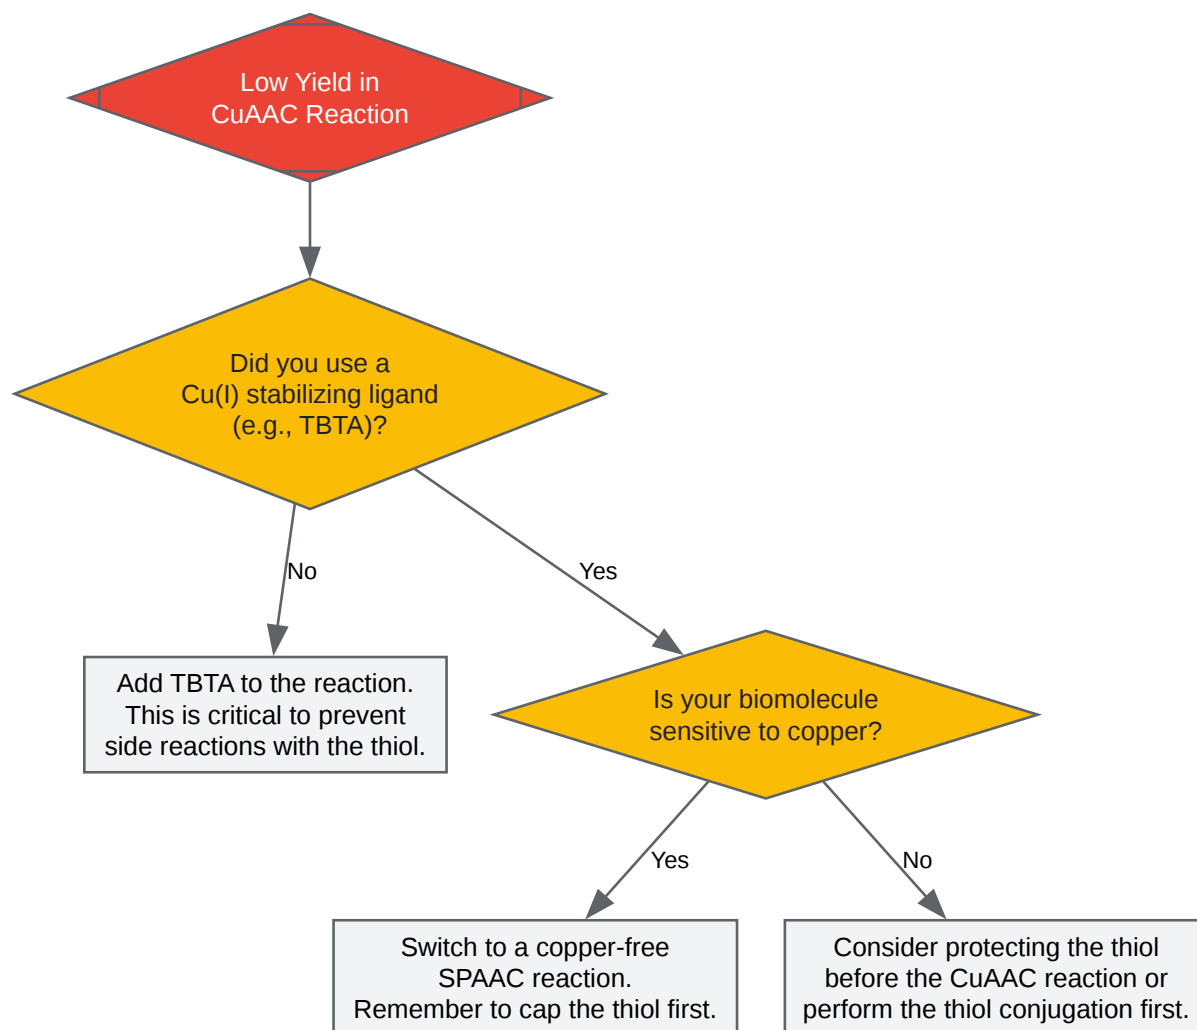 Low Yield in
CuAAC Reaction
Did you use a
Cu(I) stabilizing ligand
(e.g., TBTA)?
No
Yes
Add TBTA to the reaction.
This is critical to prevent
side reactions with the thiol.
Is your biomolecule
sensitive to copper?
Yes
No
Switch to a copper-free
SPAAC reaction.
Remember to cap the thiol first.
Consider protecting the thiol
before the CuAAC reaction or
perform the thiol conjugation first.